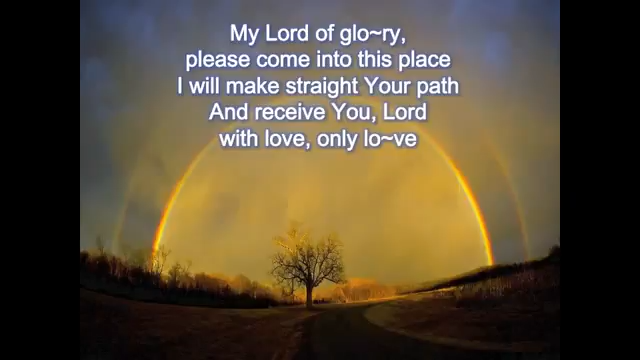 My Lord of glo~ry,
please come into this place
I will make straight Your path
And receive You, Lord
with love, only lo~ve